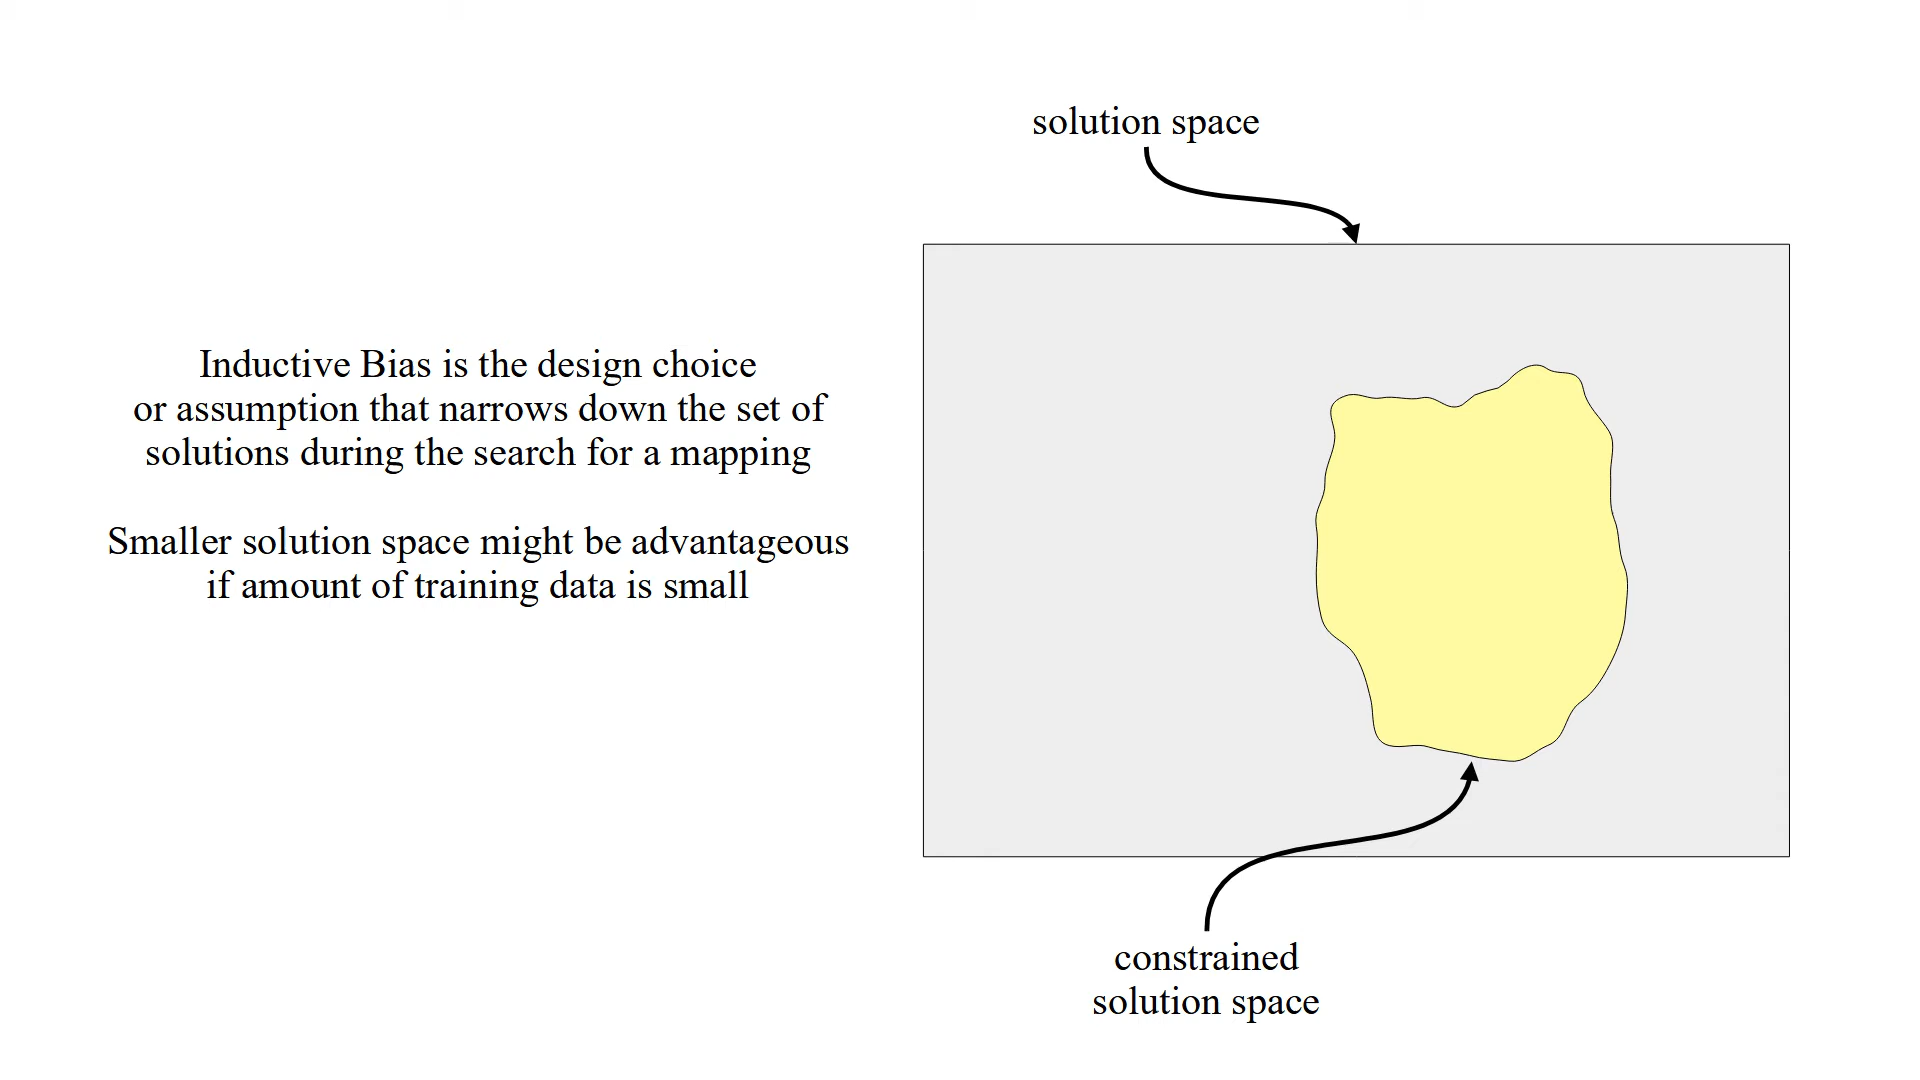 solution space
Inductive Bias is the design choice
or assumption that narrows down the set of
solutions during the search for a mapping
Smaller solution space might be advantageous
if amount of training data is small
constrained
solution space